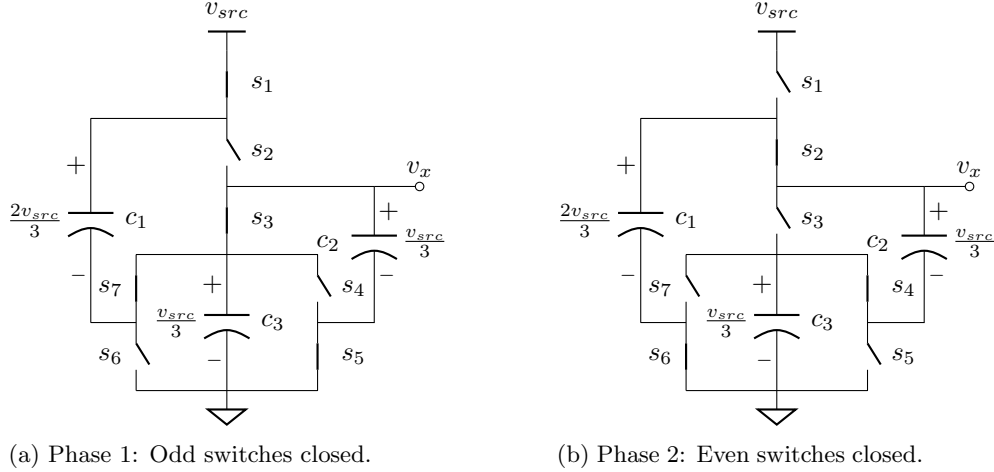 v_src
s_1
s_2
v_x
+
+
2v_src/3
c_1
s_3
c_2
v_src/3
−
−
s_7
+
s_4
v_src/3
c_3
s_6
−
s_5
(a) Phase 1: Odd switches closed.
v_src
s_1
s_2
v_x
+
+
2v_src/3
c_1
s_3
c_2
v_src/3
−
−
s_7
+
s_4
v_src/3
c_3
s_6
−
s_5
(b) Phase 2: Even switches closed.